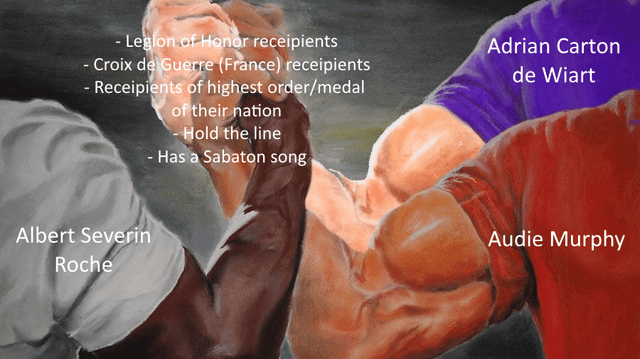 - Legion of Honor receipients
- Croix de Guerre (France) receipients
- Receipients of highest order/medal
of their nation
- Hold the line
- Has a Sabaton song
Adrian Carton
de Wiart
Albert Severin
Roche
Audie Murphy